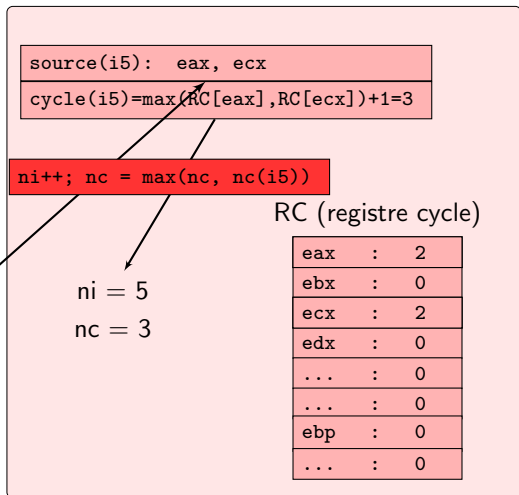 source(i5): eax, ecx
cycle(i5)=max(RC[eax],RC[ecx])+1=3
ni++; nc = max(nc, nc(i5))
RC (registre cycle)
eax : 2
ebx : 0
ecx : 2
edx : 0
... : 0
... : 0
ebp : 0
... : 0
ni = 5
nc = 3